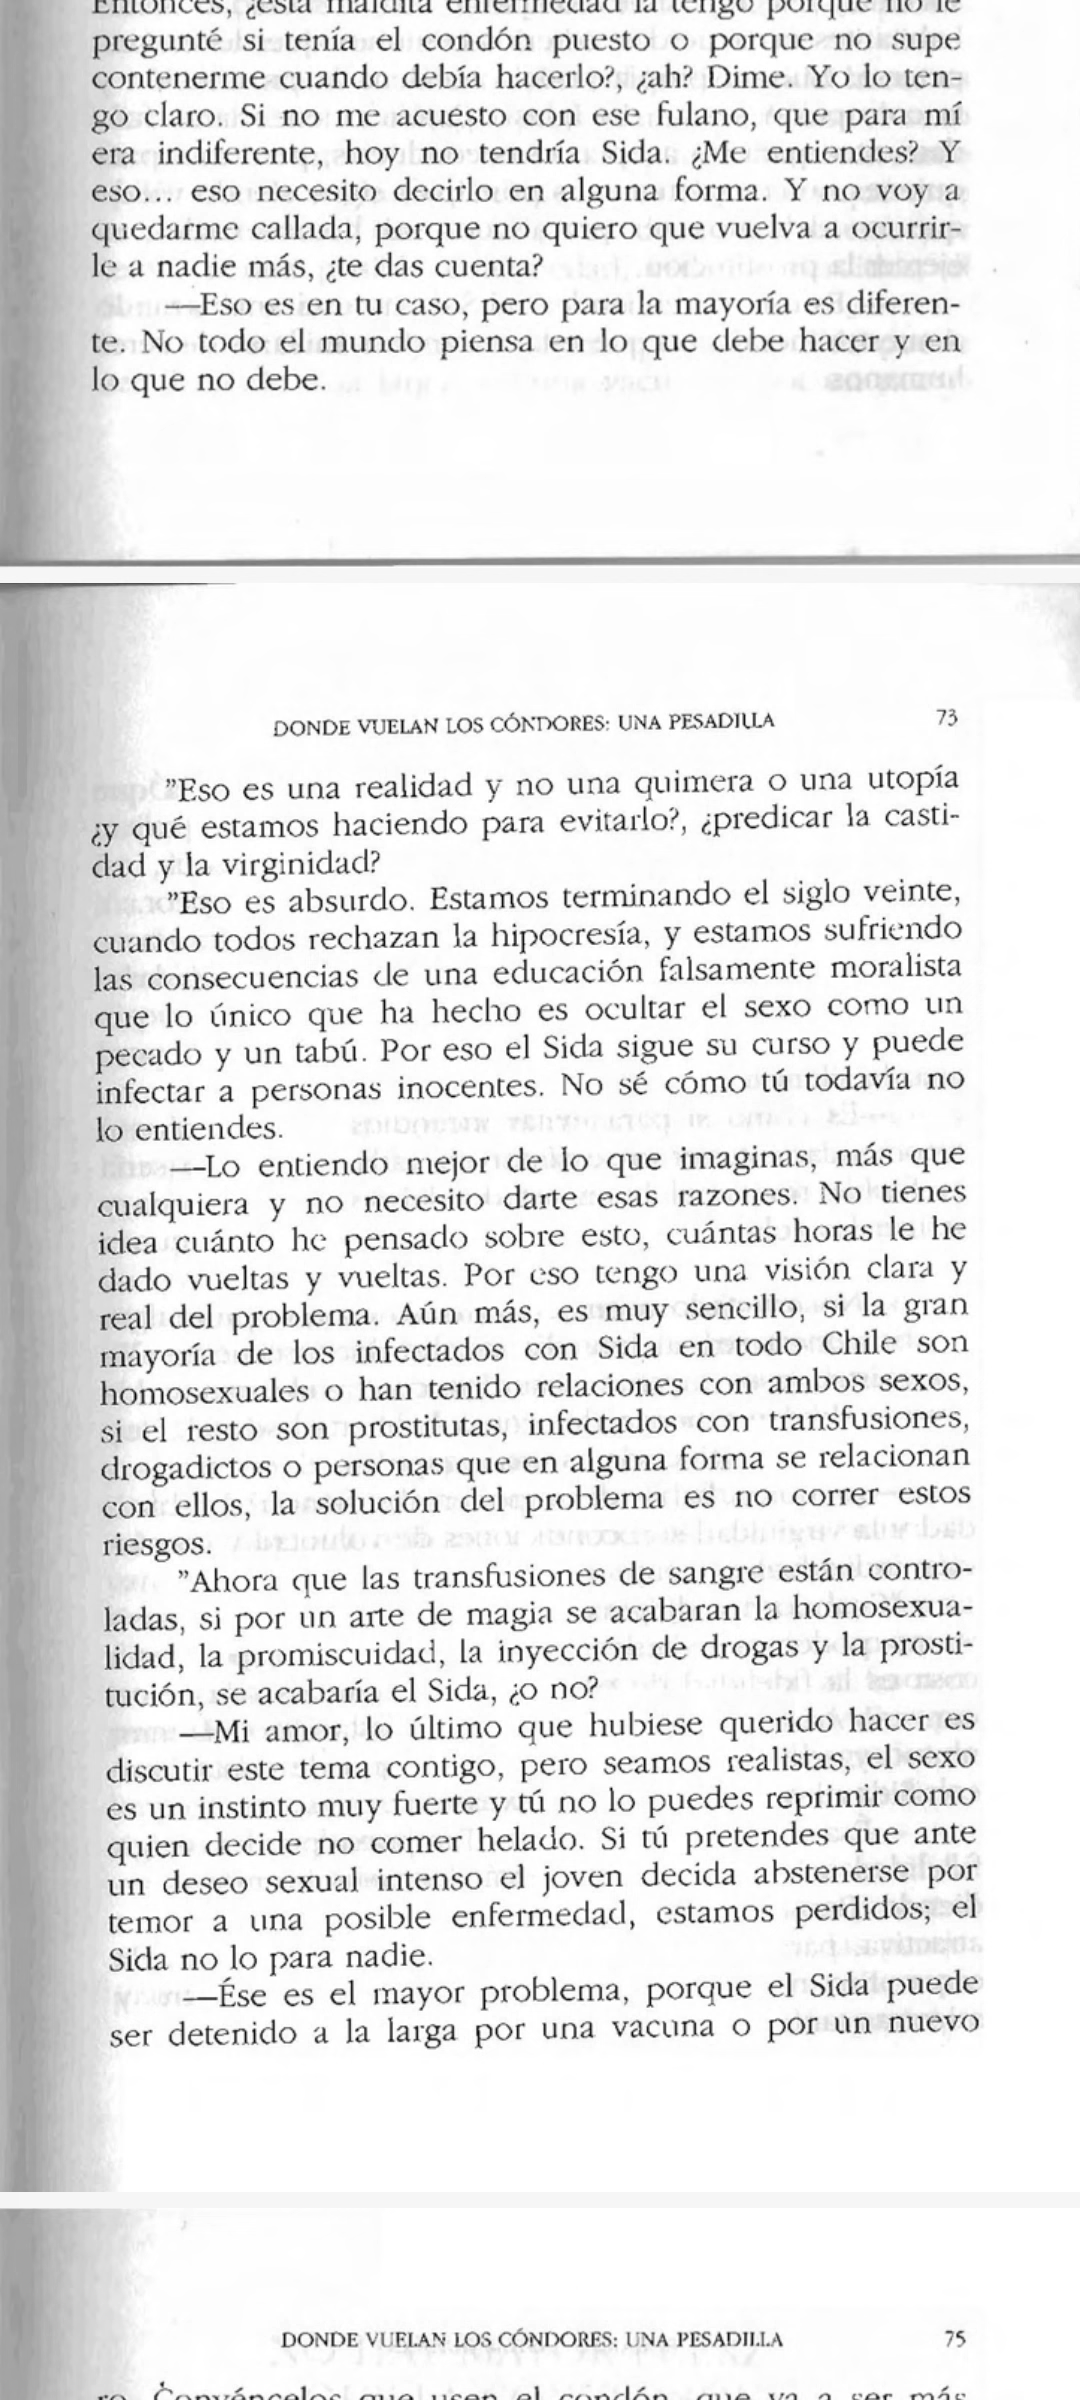 Entonces, ¿esta maldita enfermedad la tengo porque no le
pregunté si tenía el condón puesto o porque no supe
contenerme cuando debía hacerlo?, ¿ah? Dime. Yo lo ten-
go claro. Si no me acuesto con ese fulano, que para mí
era indiferente, hoy no tendría Sida. ¿Me entiendes? Y
eso... eso necesito decirlo en alguna forma. Y no voy a
quedarme callada, porque no quiero que vuelva a ocurrir-
le a nadie más, ¿te das cuenta?
—Eso es en tu caso, pero para la mayoría es diferen-
te. No todo el mundo piensa en lo que debe hacer y en
lo que no debe.
DONDE VUELAN LOS CÓNDORES: UNA PESADILLA 73
”Eso es una realidad y no una quimera o una utopía
¿y qué estamos haciendo para evitarlo?, ¿predicar la casti-
dad y la virginidad?
”Eso es absurdo. Estamos terminando el siglo veinte,
cuando todos rechazan la hipocresía, y estamos sufriendo
las consecuencias de una educación falsamente moralista
que lo único que ha hecho es ocultar el sexo como un
pecado y un tabú. Por eso el Sida sigue su curso y puede
infectar a personas inocentes. No sé cómo tú todavía no
lo entiendes.
—Lo entiendo mejor de lo que imaginas, más que
cualquiera y no necesito darte esas razones. No tienes
idea cuánto he pensado sobre esto, cuántas horas le he
dado vueltas y vueltas. Por eso tengo una visión clara y
real del problema. Aún más, es muy sencillo, si la gran
mayoría de los infectados con Sida en todo Chile son
homosexuales o han tenido relaciones con ambos sexos,
si el resto son prostitutas, infectados con transfusiones,
drogadictos o personas que en alguna forma se relacionan
con ellos, la solución del problema es no correr estos
riesgos.
”Ahora que las transfusiones de sangre están contro-
ladas, si por un arte de magia se acabaran la homosexua-
lidad, la promiscuidad, la inyección de drogas y la prosti-
tución, se acabaría el Sida, ¿o no?
—Mi amor, lo último que hubiese querido hacer es
discutir este tema contigo, pero seamos realistas, el sexo
es un instinto muy fuerte y tú no lo puedes reprimir como
quien decide no comer helado. Si tú pretendes que ante
un deseo sexual intenso el joven decida abstenerse por
temor a una posible enfermedad, estamos perdidos; el
Sida no lo para nadie.
—Ése es el mayor problema, porque el Sida puede
ser detenido a la larga por una vacuna o por un nuevo
DONDE VUELAN LOS CÓNDORES: UNA PESADILLA 75
ro. Convéncelos que usen el condón, que va a ser más